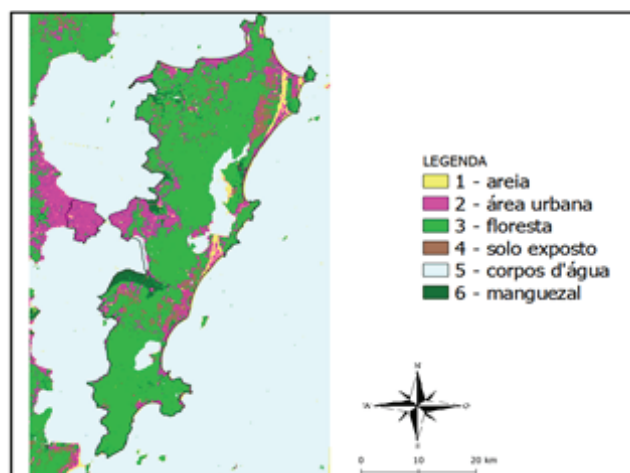 LEGENDA
1 - areia
2 - área urbana
3 - floresta
4 - solo exposto
5 - corpos d'água
6 - manguezal
N
W
O
S
0 10 20 km